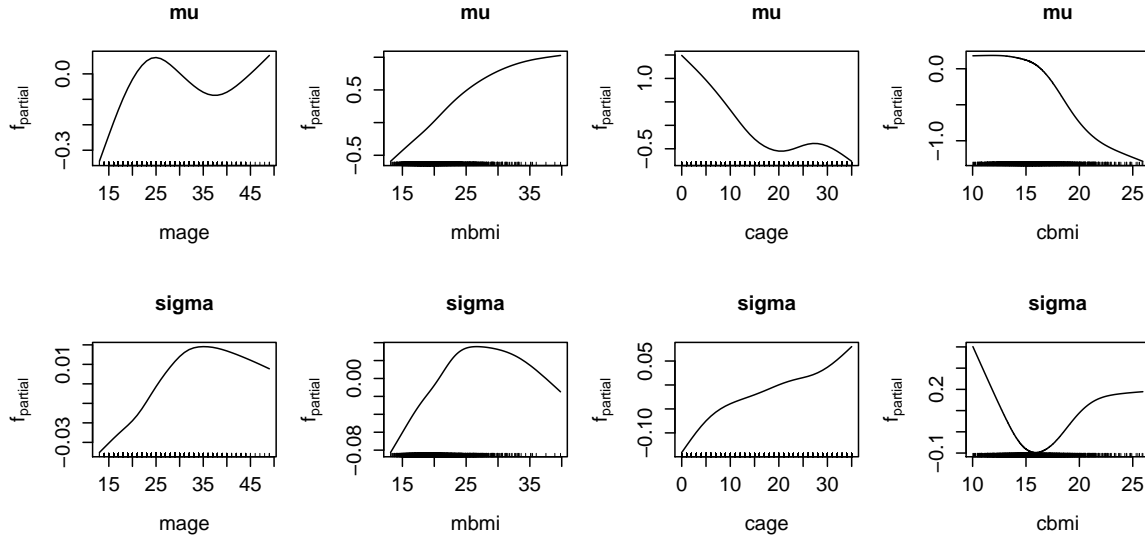 mu mu mu mu
f_partial f_partial f_partial f_partial
0.0 0.5 1.0 0.0
−0.3 −0.5 −0.5 −1.0
15 25 35 45 15 25 35 0 10 20 30 10 15 20 25
mage mbmi cage cbmi
sigma sigma sigma sigma
f_partial f_partial f_partial f_partial
0.01 0.00 0.05 0.2
−0.03 −0.08 −0.10 −0.1
15 25 35 45 15 25 35 0 10 20 30 10 15 20 25
mage mbmi cage cbmi